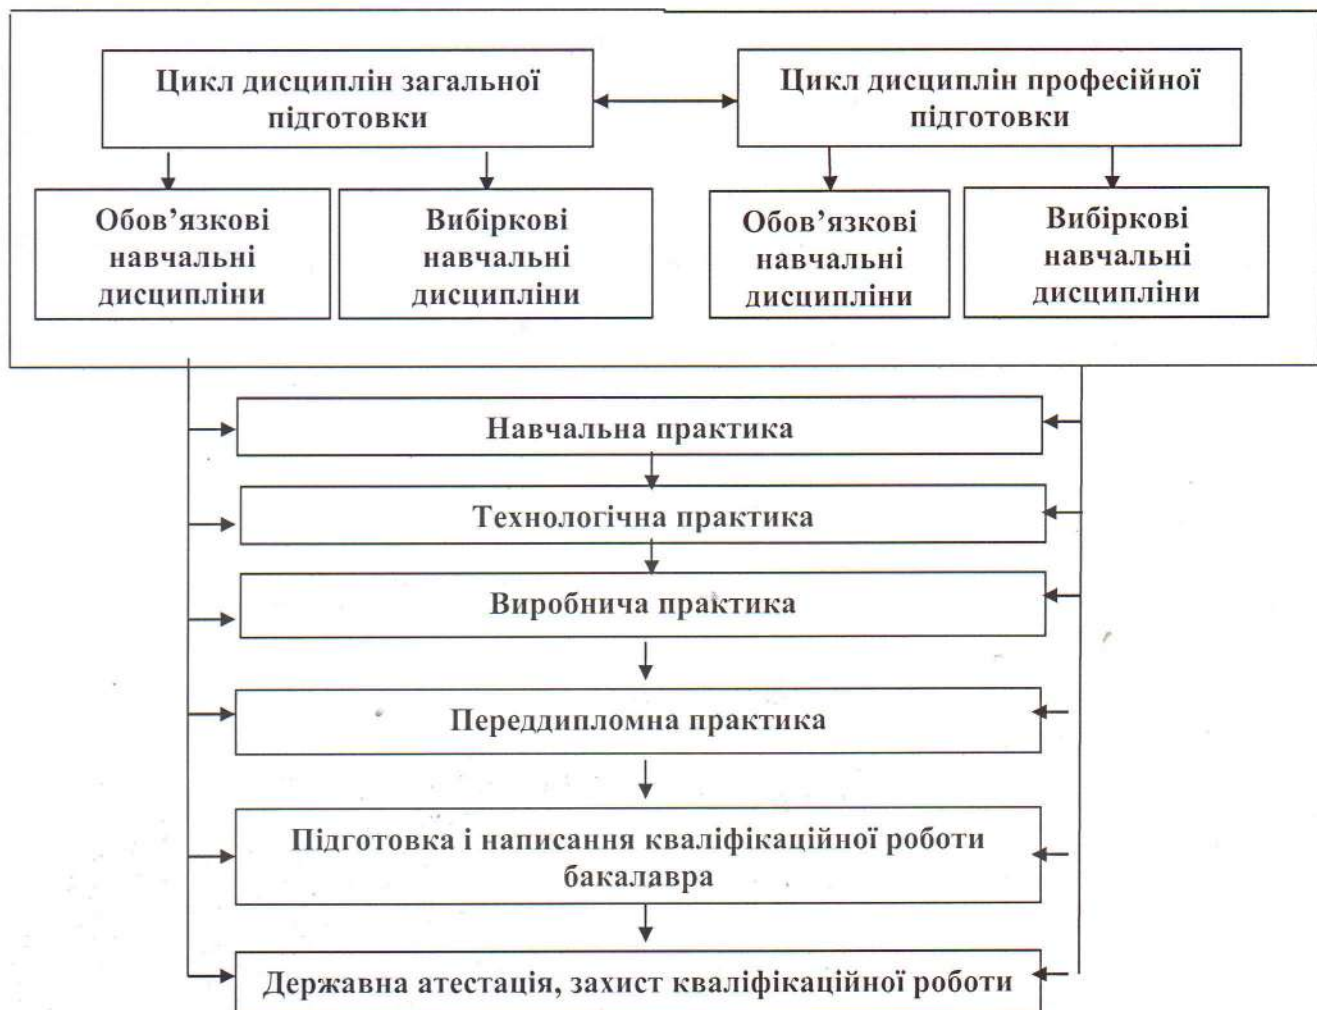 Цикл дисциплін загальної
підготовки
Цикл дисциплін професійної
підготовки
Обов’язкові
навчальні
дисципліни
Вибіркові
навчальні
дисципліни
Обов’язкові
навчальні
дисципліни
Вибіркові
навчальні
дисципліни
Навчальна практика
Технологічна практика
Виробнича практика
Переддипломна практика
Підготовка і написання кваліфікаційної роботи
бакалавра
Державна атестація, захист кваліфікаційної роботи